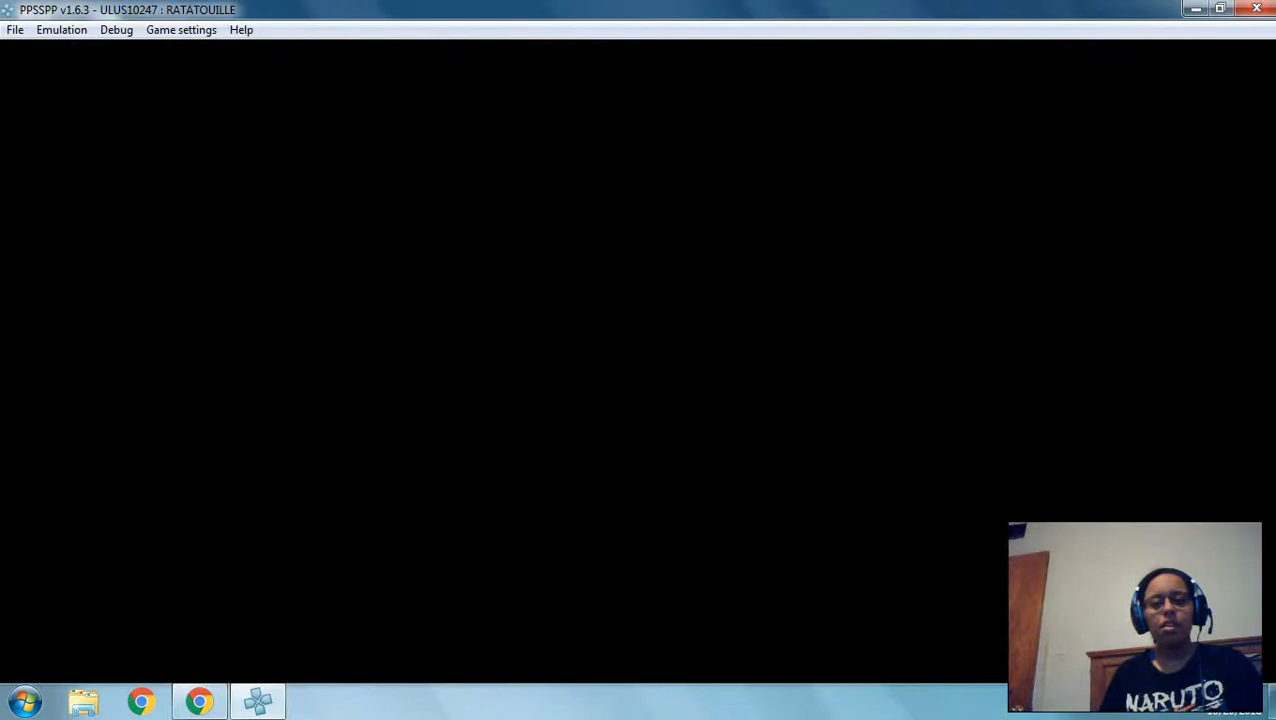 PPSSPP v1.6.3 - ULUS10247 : RATATOUILLE
File Emulation Debug Game settings Help
NARUTO